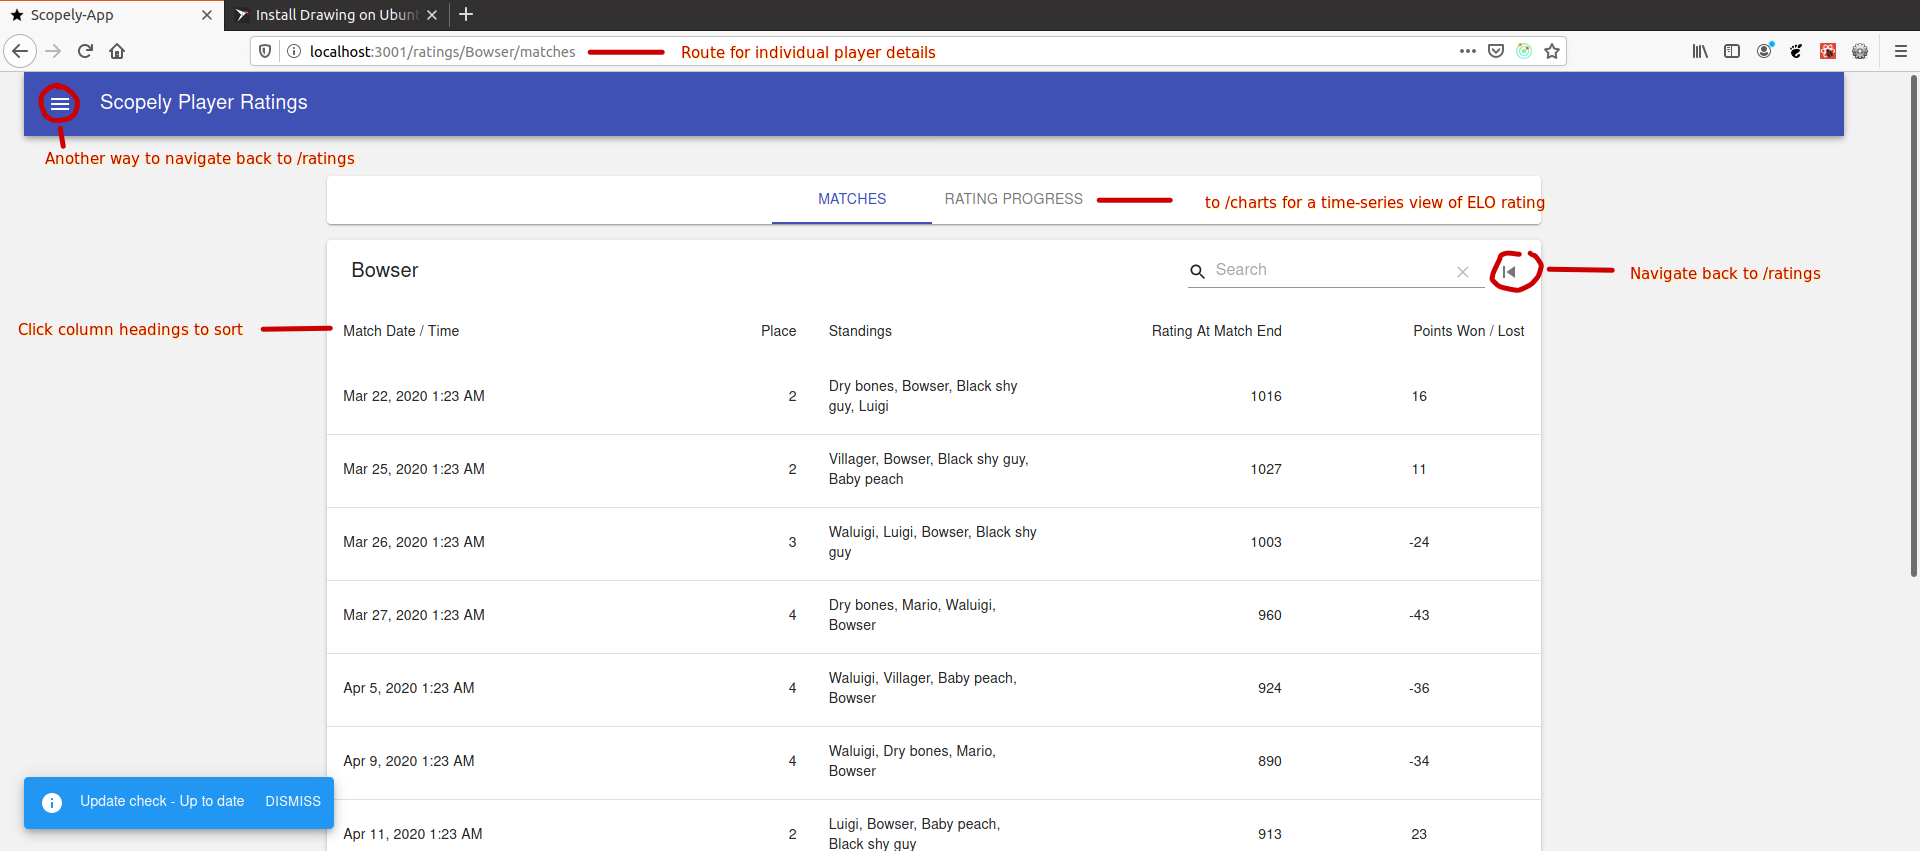 Scopely-App
Install Drawing on Ubun
localhost:3001/ratings/Bowser/matches
Route for individual player details
Scopely Player Ratings
Another way to navigate back to /ratings
MATCHES
RATING PROGRESS
to /charts for a time-series view of ELO rating
Bowser
Search
Navigate back to /ratings
Click column headings to sort
Match Date / Time
Place
Standings
Rating At Match End
Points Won / Lost
Mar 22, 2020 1:23 AM
2
Dry bones, Bowser, Black shy
guy, Luigi
1016
16
Mar 25, 2020 1:23 AM
2
Villager, Bowser, Black shy guy,
Baby peach
1027
11
Mar 26, 2020 1:23 AM
3
Waluigi, Luigi, Bowser, Black shy
guy
1003
-24
Mar 27, 2020 1:23 AM
4
Dry bones, Mario, Waluigi,
Bowser
960
-43
Apr 5, 2020 1:23 AM
4
Waluigi, Villager, Baby peach,
Bowser
924
-36
Apr 9, 2020 1:23 AM
4
Waluigi, Dry bones, Mario,
Bowser
890
-34
Update check - Up to date
DISMISS
Apr 11, 2020 1:23 AM
2
Luigi, Bowser, Baby peach,
Black shy guy
913
23